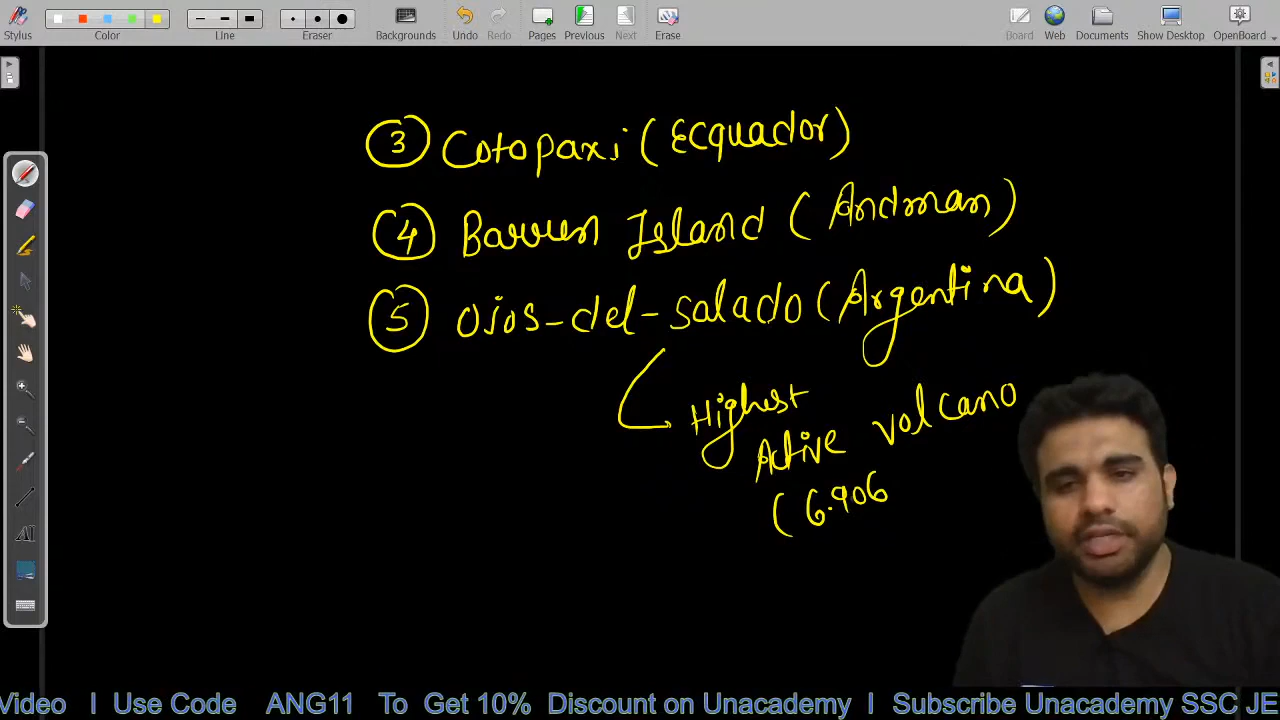 Stylus
Color
Line
Eraser
Backgrounds
Undo
Redo
Pages
Previous
Next
Erase
Board
Web
Documents
Show Desktop
OpenBoard
③ Cotopaxi (Ecquador)
④ Barren Island (Andman)
⑤ Ojos-del-salado (Argentina)
Highest
Active volcano
(6.906
Video I Use Code ANG11 To Get 10% Discount on Unacademy I Subscribe Unacademy SSC JE